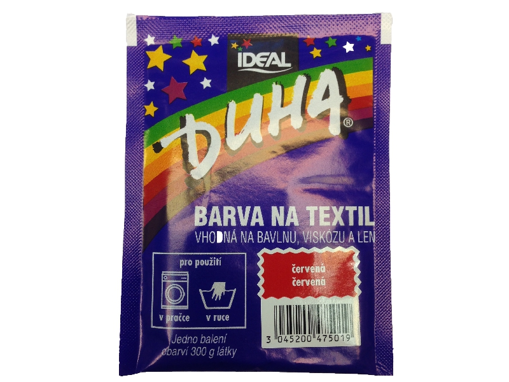 IDEAL
DUHA®
BARVA NA TEXTIL
VHODNÁ NA BAVLNU, VISKÓZU A LEN
pro použití
v pračce
v ruce
červená
červená
Jedno balení
obarví 300 g látky
3 045200 475019